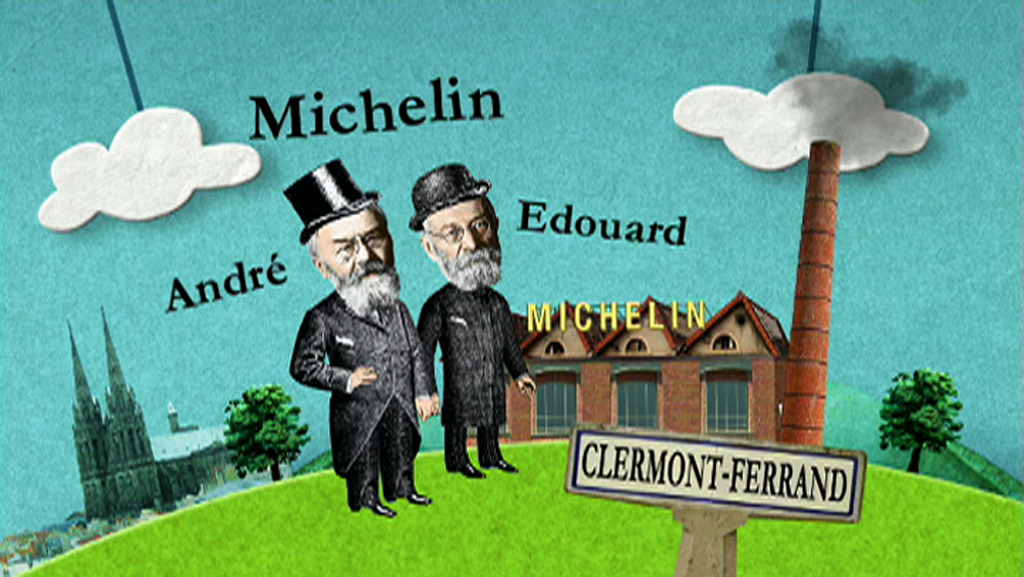 Michelin
André
Edouard
MICHELIN
CLERMONT-FERRAND